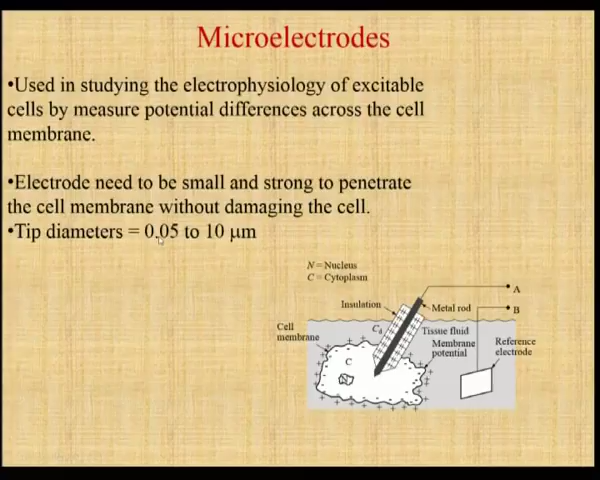 Microelectrodes
•Used in studying the electrophysiology of excitable
cells by measure potential differences across the cell
membrane.
•Electrode need to be small and strong to penetrate
the cell membrane without damaging the cell.
•Tip diameters = 0.05 to 10 μm
N = Nucleus
C = Cytoplasm
A
Insulation
Metal rod
B
Cell
membrane
Cd
Tissue fluid
Membrane
potential
Reference
electrode
C
N